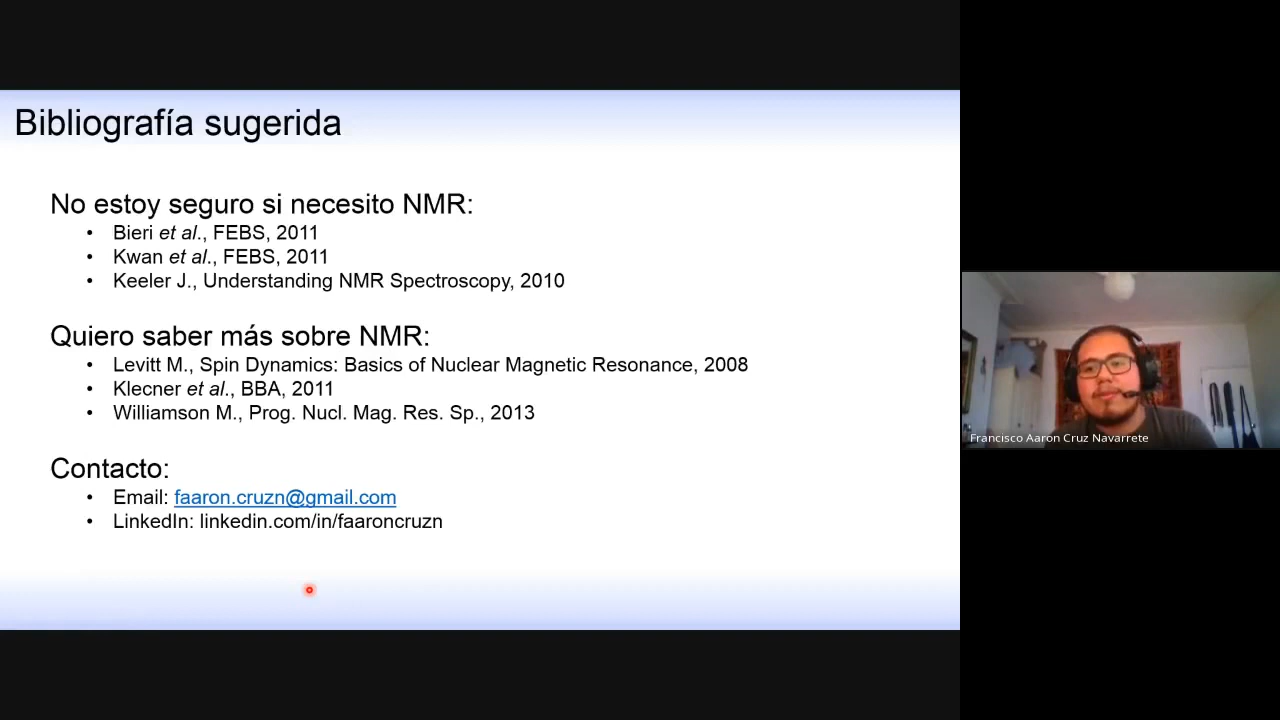 Bibliografía sugerida
No estoy seguro si necesito NMR:
• Bieri et al., FEBS, 2011
• Kwan et al., FEBS, 2011
• Keeler J., Understanding NMR Spectroscopy, 2010
Quiero saber más sobre NMR:
• Levitt M., Spin Dynamics: Basics of Nuclear Magnetic Resonance, 2008
• Klecner et al., BBA, 2011
• Williamson M., Prog. Nucl. Mag. Res. Sp., 2013
Contacto:
• Email: faaron.cruzn@gmail.com
• LinkedIn: linkedin.com/in/faaroncruzn
Francisco Aaron Cruz Navarrete